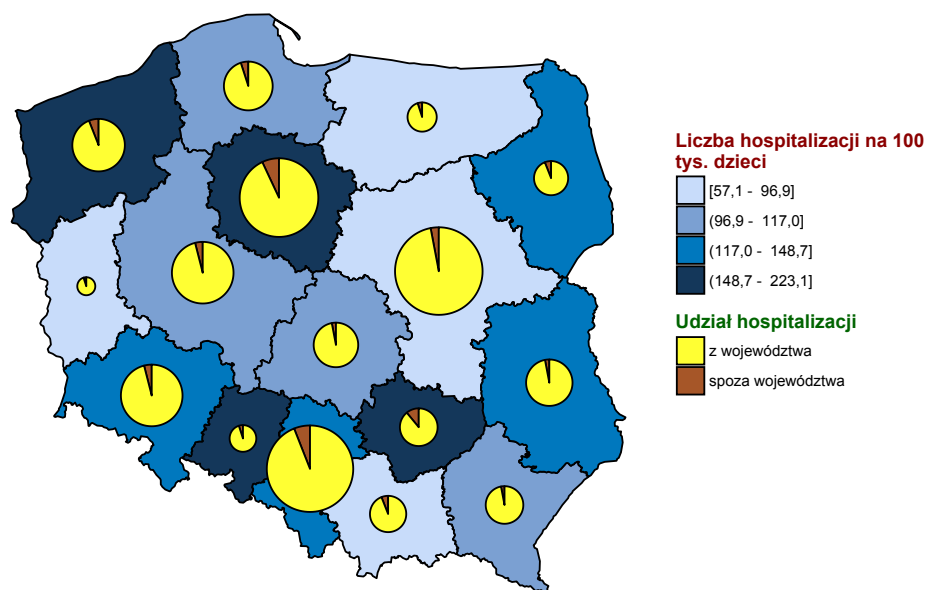 Liczba hospitalizacji na 100
tys. dzieci
[57,1 - 96,9]
(96,9 - 117,0]
(117,0 - 148,7]
(148,7 - 223,1]
Udział hospitalizacji
z województwa
spoza województwa